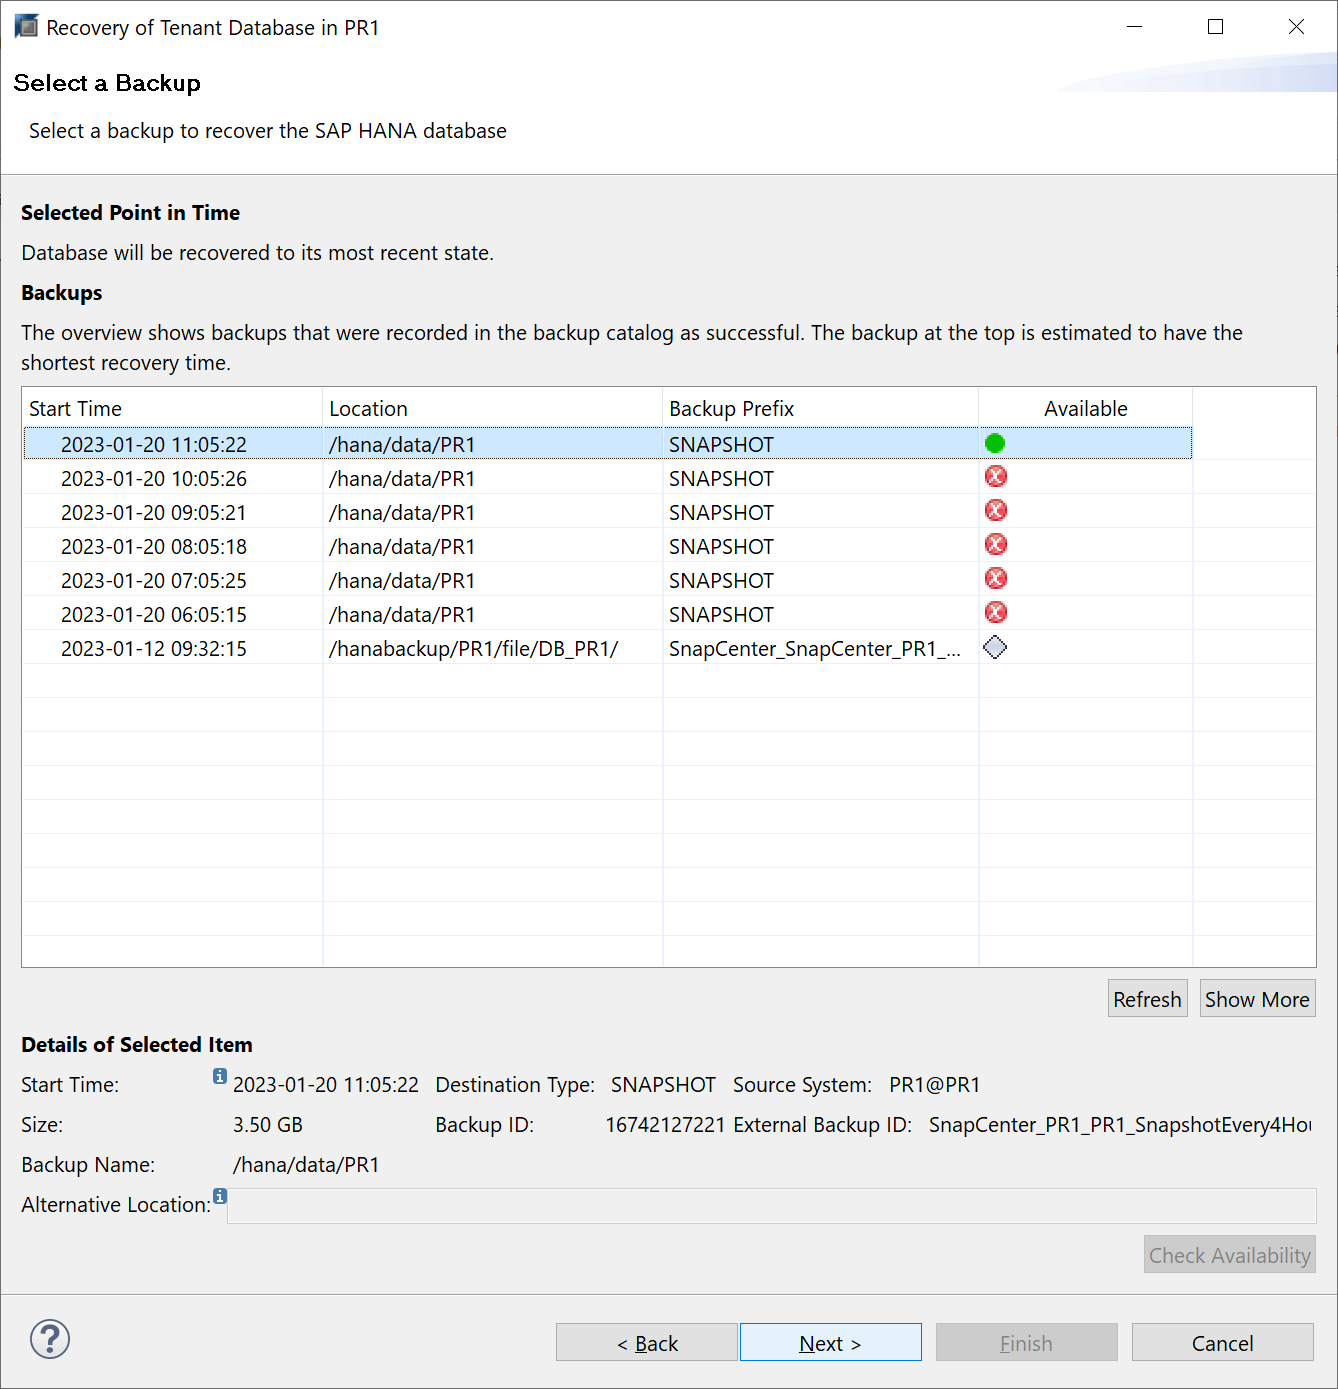 Recovery of Tenant Database in PR1
Select a Backup
Select a backup to recover the SAP HANA database
Selected Point in Time
Database will be recovered to its most recent state.
Backups
The overview shows backups that were recorded in the backup catalog as successful. The backup at the top is estimated to have the
shortest recovery time.
Start Time Location Backup Prefix Available
2023-01-20 11:05:22 /hana/data/PR1 SNAPSHOT
2023-01-20 10:05:26 /hana/data/PR1 SNAPSHOT
2023-01-20 09:05:21 /hana/data/PR1 SNAPSHOT
2023-01-20 08:05:18 /hana/data/PR1 SNAPSHOT
2023-01-20 07:05:25 /hana/data/PR1 SNAPSHOT
2023-01-20 06:05:15 /hana/data/PR1 SNAPSHOT
2023-01-12 09:32:15 /hanabackup/PR1/file/DB_PR1/ SnapCenter_SnapCenter_PR1_...
Refresh Show More
Details of Selected Item
Start Time: 2023-01-20 11:05:22 Destination Type: SNAPSHOT Source System: PR1@PR1
Size: 3.50 GB Backup ID: 16742127221 External Backup ID: SnapCenter_PR1_PR1_SnapshotEvery4Hou
Backup Name: /hana/data/PR1
Alternative Location:
Check Availability
? < Back Next > Finish Cancel